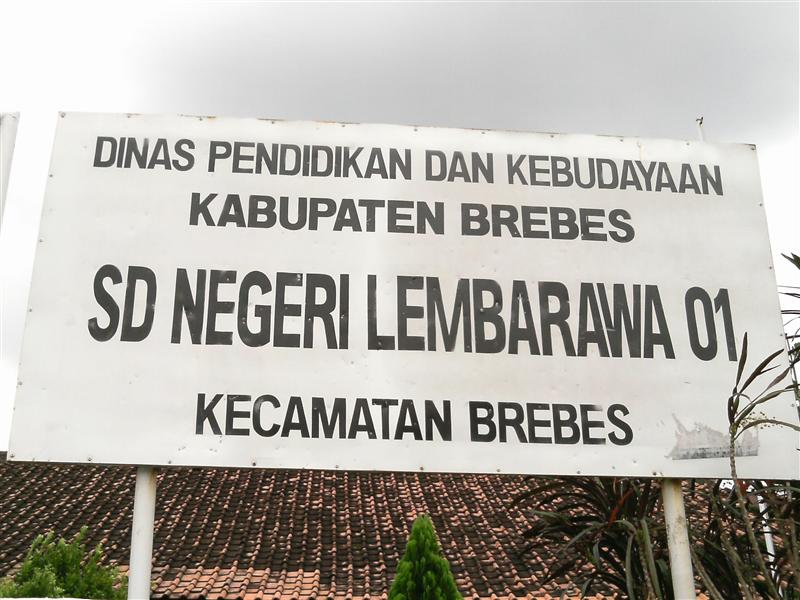 DINAS PENDIDIKAN DAN KEBUDAYAAN
KABUPATEN BREBES
SD NEGERI LEMBARAWA 01
KECAMATAN BREBES